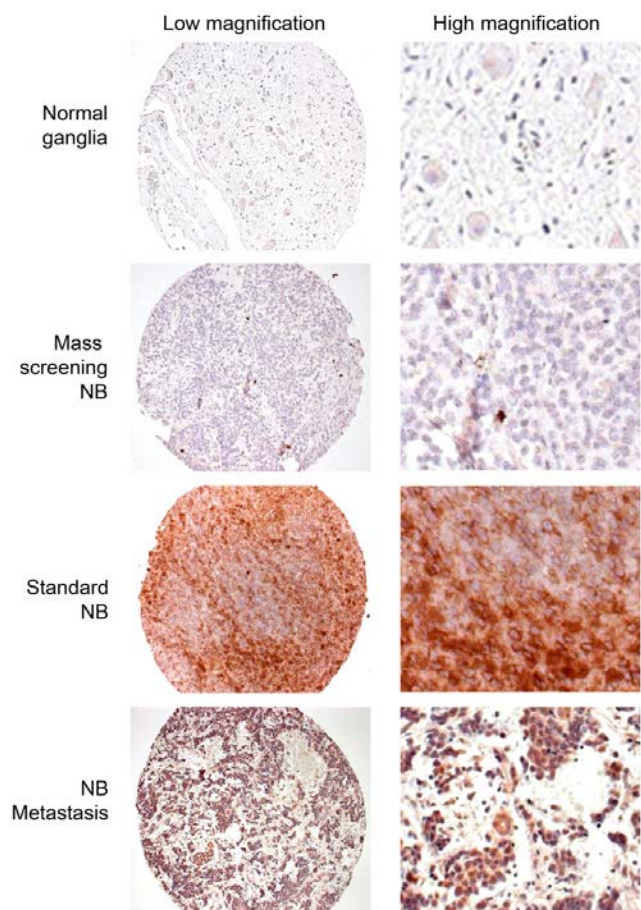 Low magnification
High magnification
Normal
ganglia
Mass
screening
NB
Standard
NB
NB
Metastasis